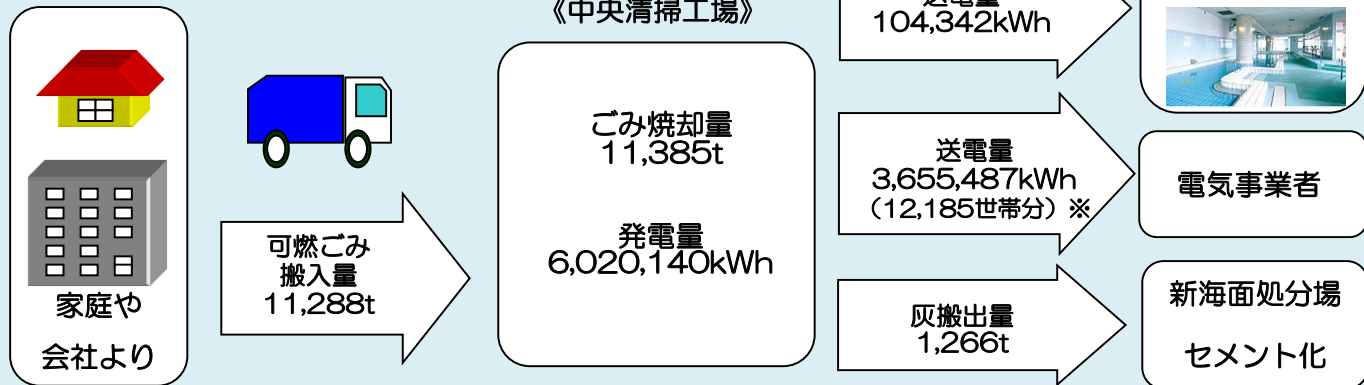 《中央清掃工場》
送電量
104,342kWh
家庭や
会社より
可燃ごみ
搬入量
11,288t
ごみ焼却量
11,385t
発電量
6,020,140kWh
送電量
3,655,487kWh
（12,185世帯分）※
電気事業者
灰搬出量
1,266t
新海面処分場
セメント化